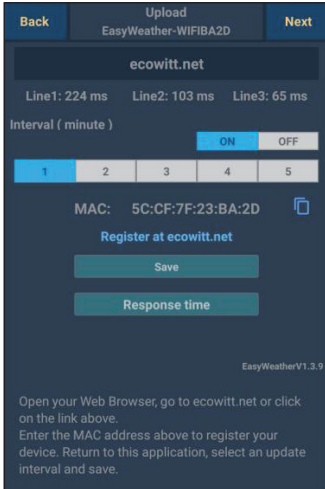 Back Upload Next
EasyWeather-WIFIBA2D
ecowitt.net
Line1: 224 ms Line2: 103 ms Line3: 65 ms
Interval ( minute )
ON OFF
1 2 3 4 5
MAC: 5C:CF:7F:23:BA:2D
Register at ecowitt.net
Save
Response time
EasyWeatherV1.3.9
Open your Web Browser, go to ecowitt.net or click
on the link above.
Enter the MAC address above to register your
device. Return to this application, select an update
interval and save.